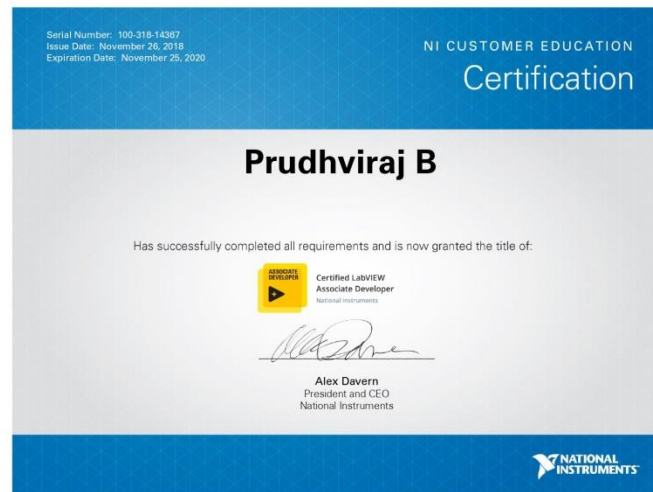 Serial Number: 100-318-14367
Issue Date: November 26, 2018
Expiration Date: November 25, 2020
NI CUSTOMER EDUCATION
Certification
Prudhviraj B
Has successfully completed all requirements and is now granted the title of:
ASSOCIATE
DEVELOPER
Certified LabVIEW
Associate Developer
National Instruments
Alex Davern
President and CEO
National Instruments
NATIONAL
INSTRUMENTS